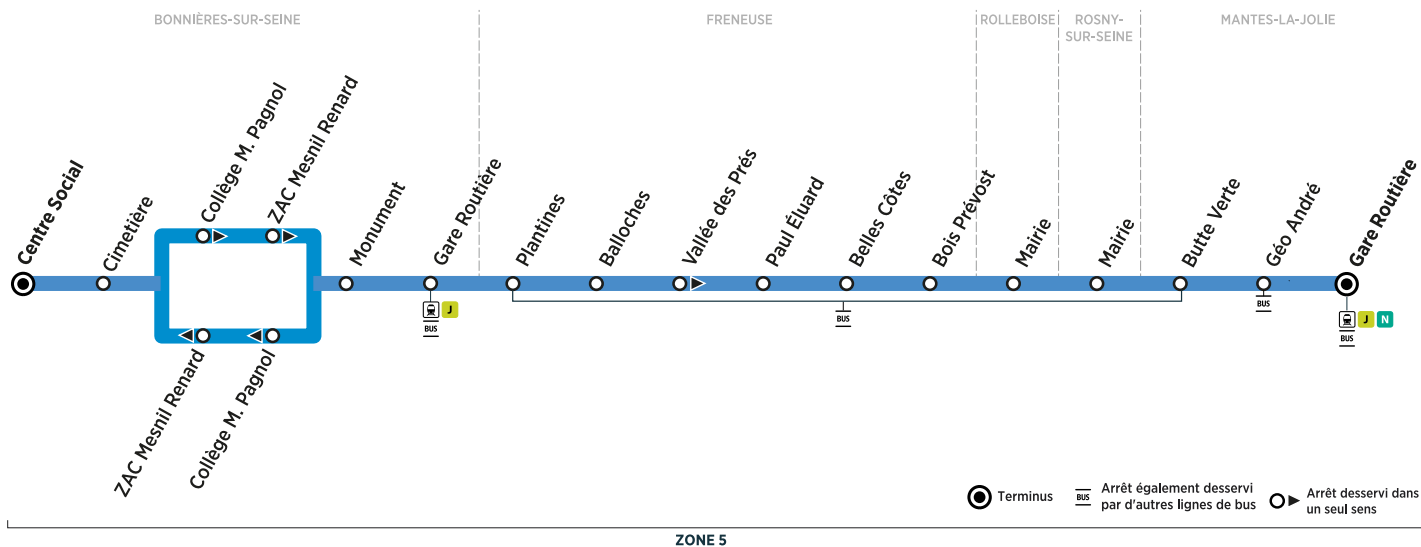 BONNIÈRES-SUR-SEINE
FRENEUSE
ROLLEBOISE
ROSNY-
SUR-SEINE
MANTES-LA-JOLIE
Centre Social
Cimetière
Collège M. Pagnol
ZAC Mesnil Renard
ZAC Mesnil Renard
Collège M. Pagnol
Monument
Gare Routière
J
BUS
Plantines
Balloches
Vallée des Prés
Paul Éluard
Belles Côtes
Bois Prévost
Mairie
Mairie
Butte Verte
BUS
Géo André
BUS
Gare Routière
J N
BUS
Terminus
BUS
Arrêt également desservi
par d'autres lignes de bus
Arrêt desservi dans
un seul sens
ZONE 5